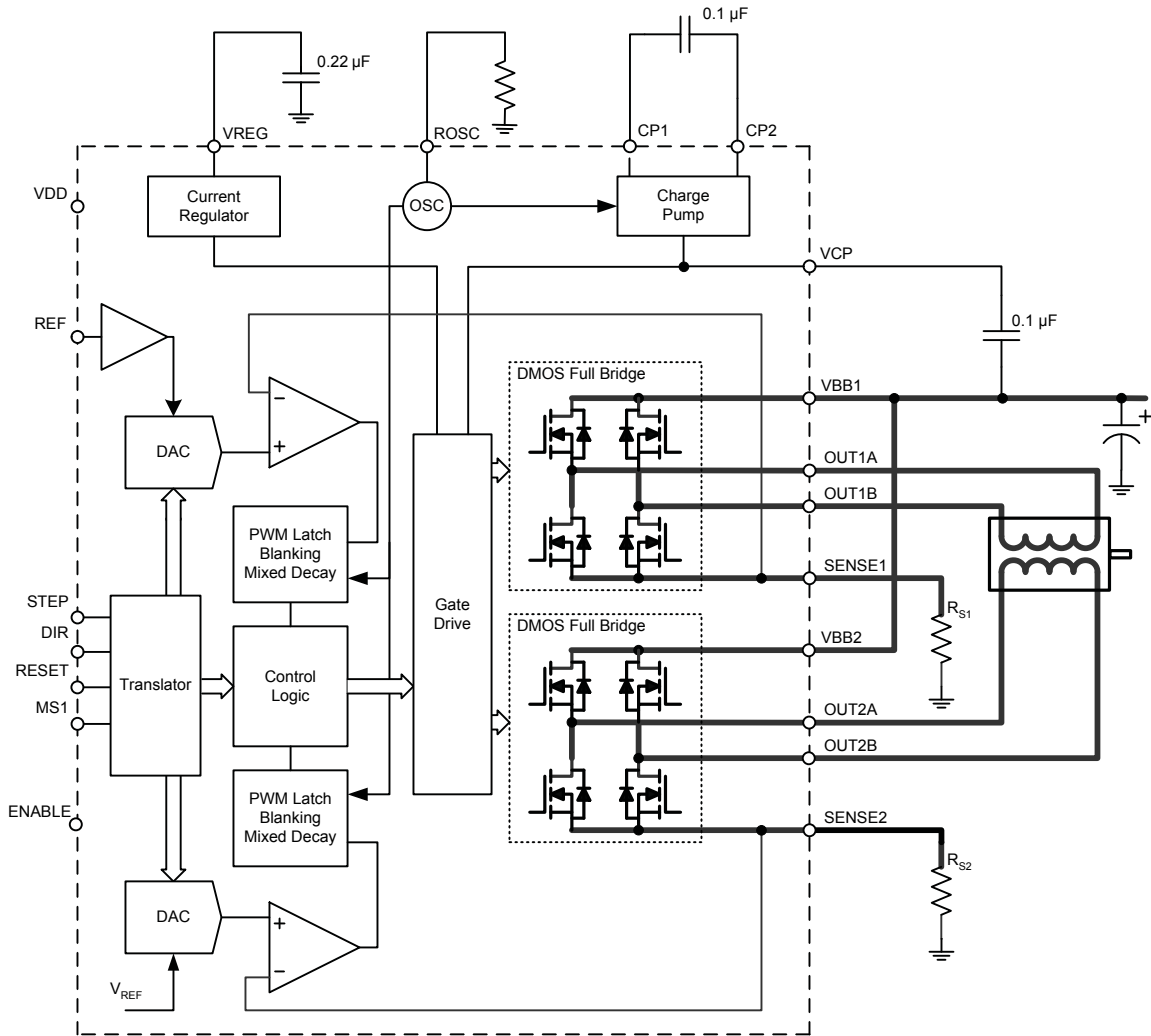 0.1 µF
0.22 µF
VREG
ROSC
CP1
CP2
VDD
Current
Regulator
OSC
Charge
Pump
VCP
REF
0.1 µF
DMOS Full Bridge
VBB1
−
+
DAC
+
OUT1A
OUT1B
PWM Latch
Blanking
Mixed Decay
SENSE1
STEP
DIR
RESET
MS1
Translator
Control
Logic
Gate
Drive
DMOS Full Bridge
RS1
VBB2
OUT2A
OUT2B
PWM Latch
Blanking
Mixed Decay
ENABLE
SENSE2
RS2
DAC
+
−
VREF